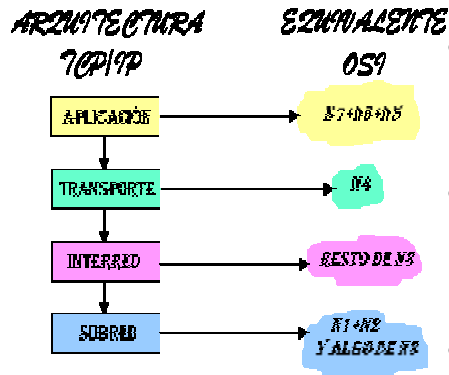 ARQUITECTURA
TCP/IP
EQUIVALENTE
OSI
APLICACIÓN
N7+N6+N5
TRANSPORTE
N4
INTERRED
RESTO DE N3
SUBRED
N1+N2
Y ALGO DE N3